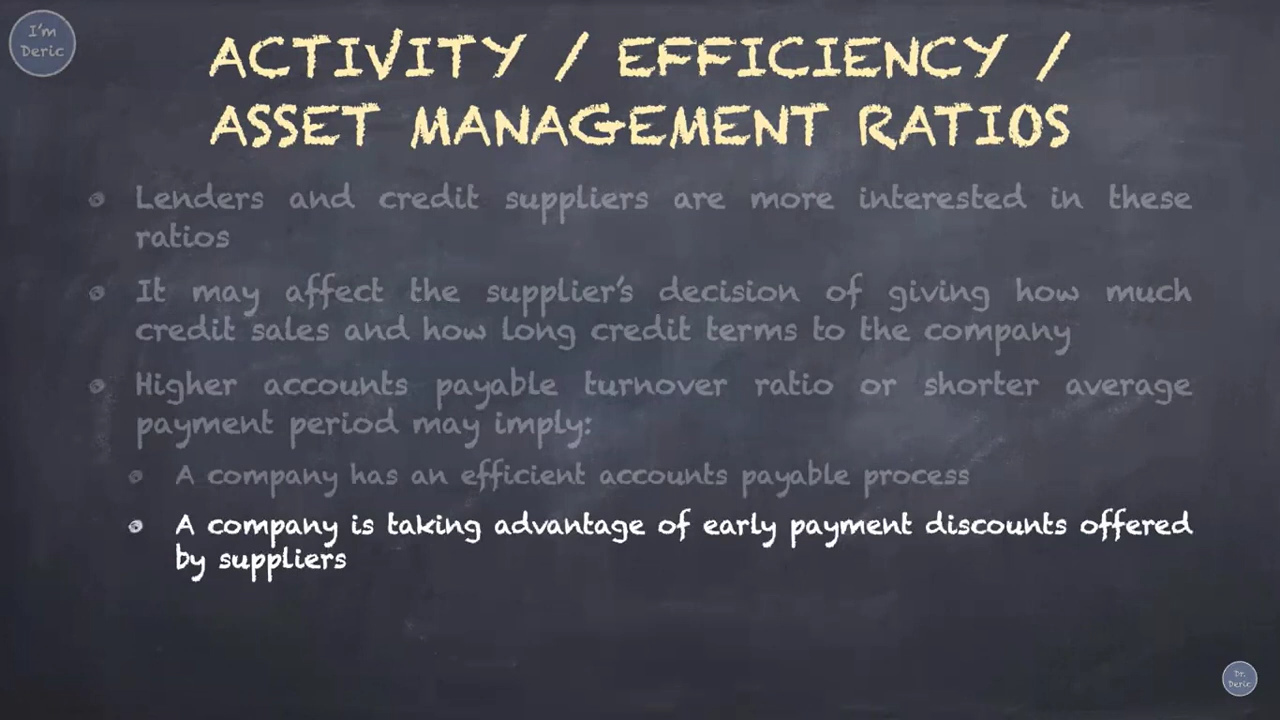 I'm
Deric
ACTIVITY / EFFICIENCY /
ASSET MANAGEMENT RATIOS
Lenders and credit suppliers are more interested in these
ratios
It may affect the supplier's decision of giving how much
credit sales and how long credit terms to the company
Higher accounts payable turnover ratio or shorter average
payment period may imply:
A company has an efficient accounts payable process
A company is taking advantage of early payment discounts offered
by suppliers
Dr.
Deric